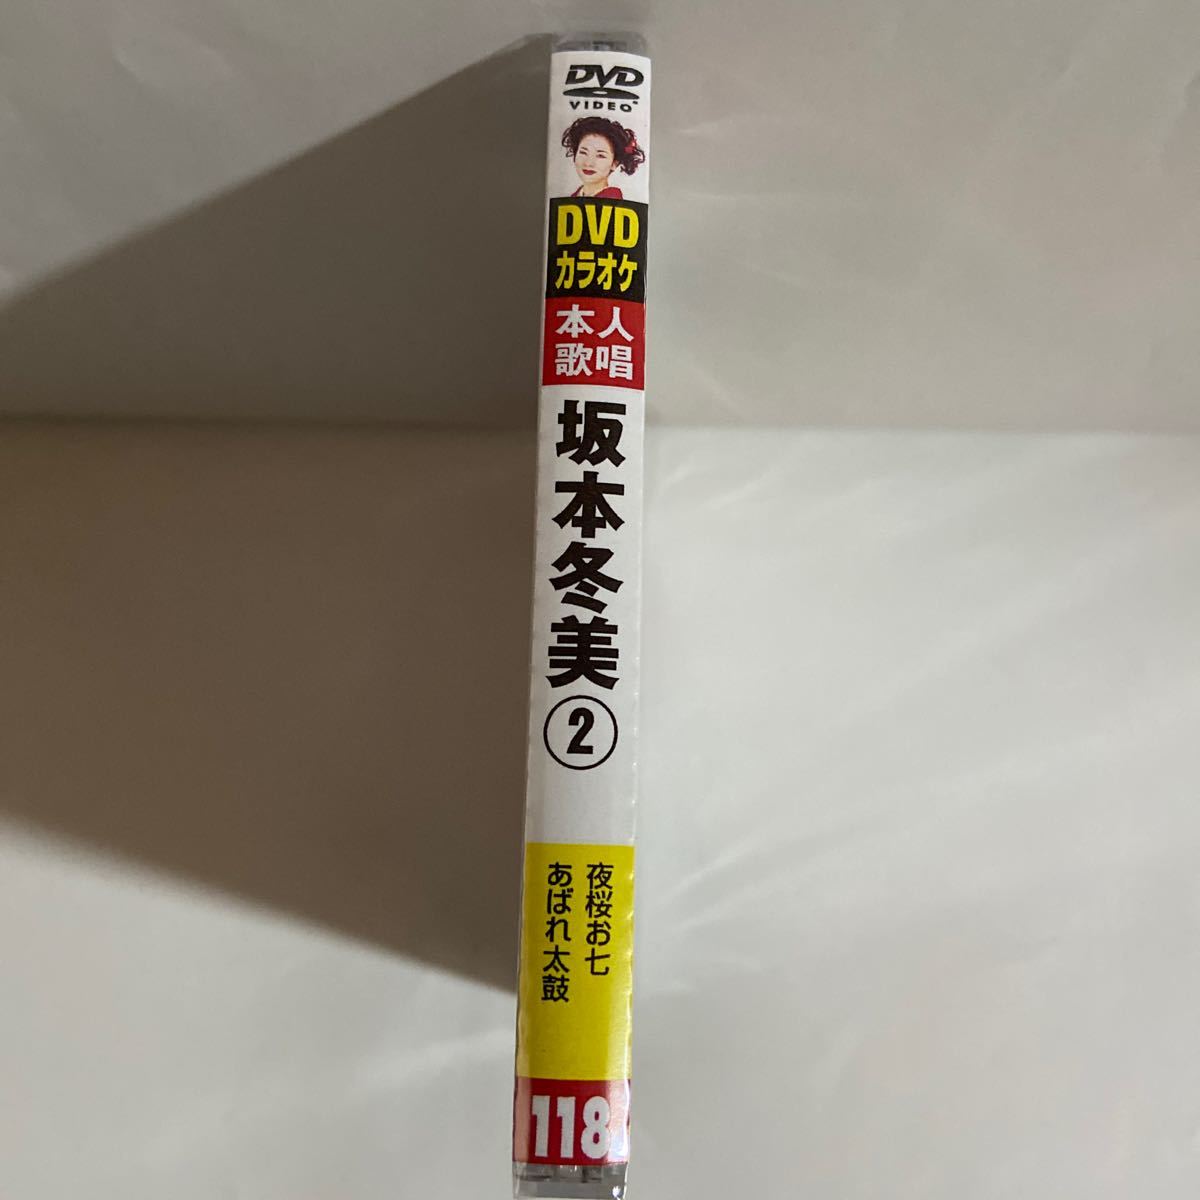 DVD
VIDEO
DVD
カラオケ
本人
歌唱
坂本冬美②
夜桜お七
あばれ太鼓
118